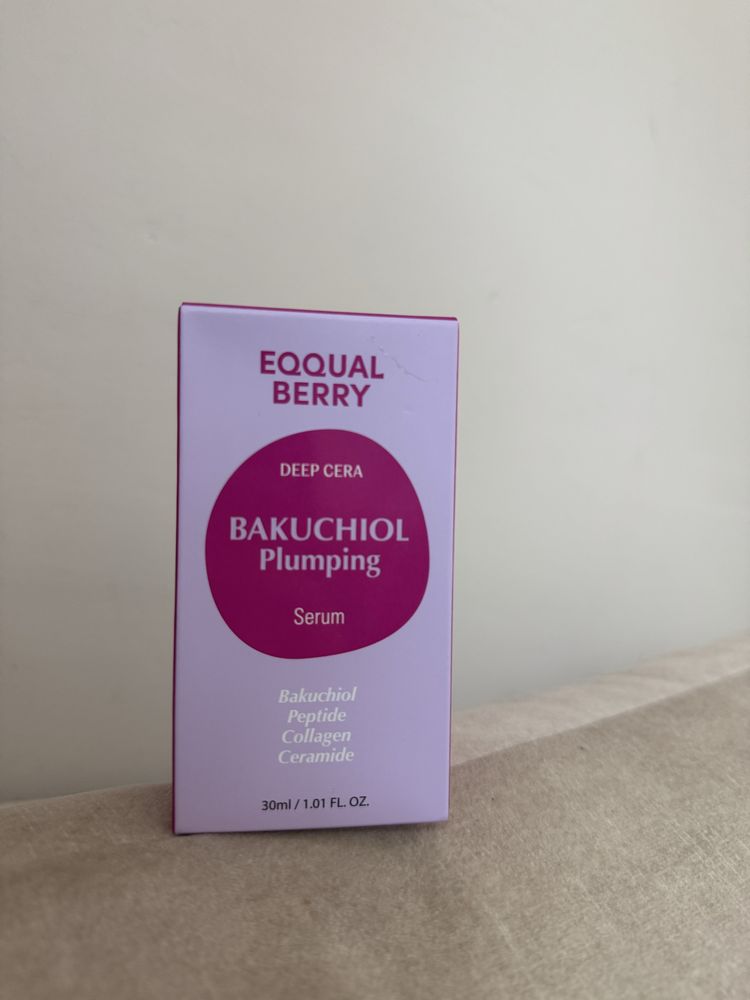 EQQUAL
BERRY
DEEP CERA
BAKUCHIOL
Plumping
Serum
Bakuchiol
Peptide
Collagen
Ceramide
30ml / 1.01 FL. OZ.